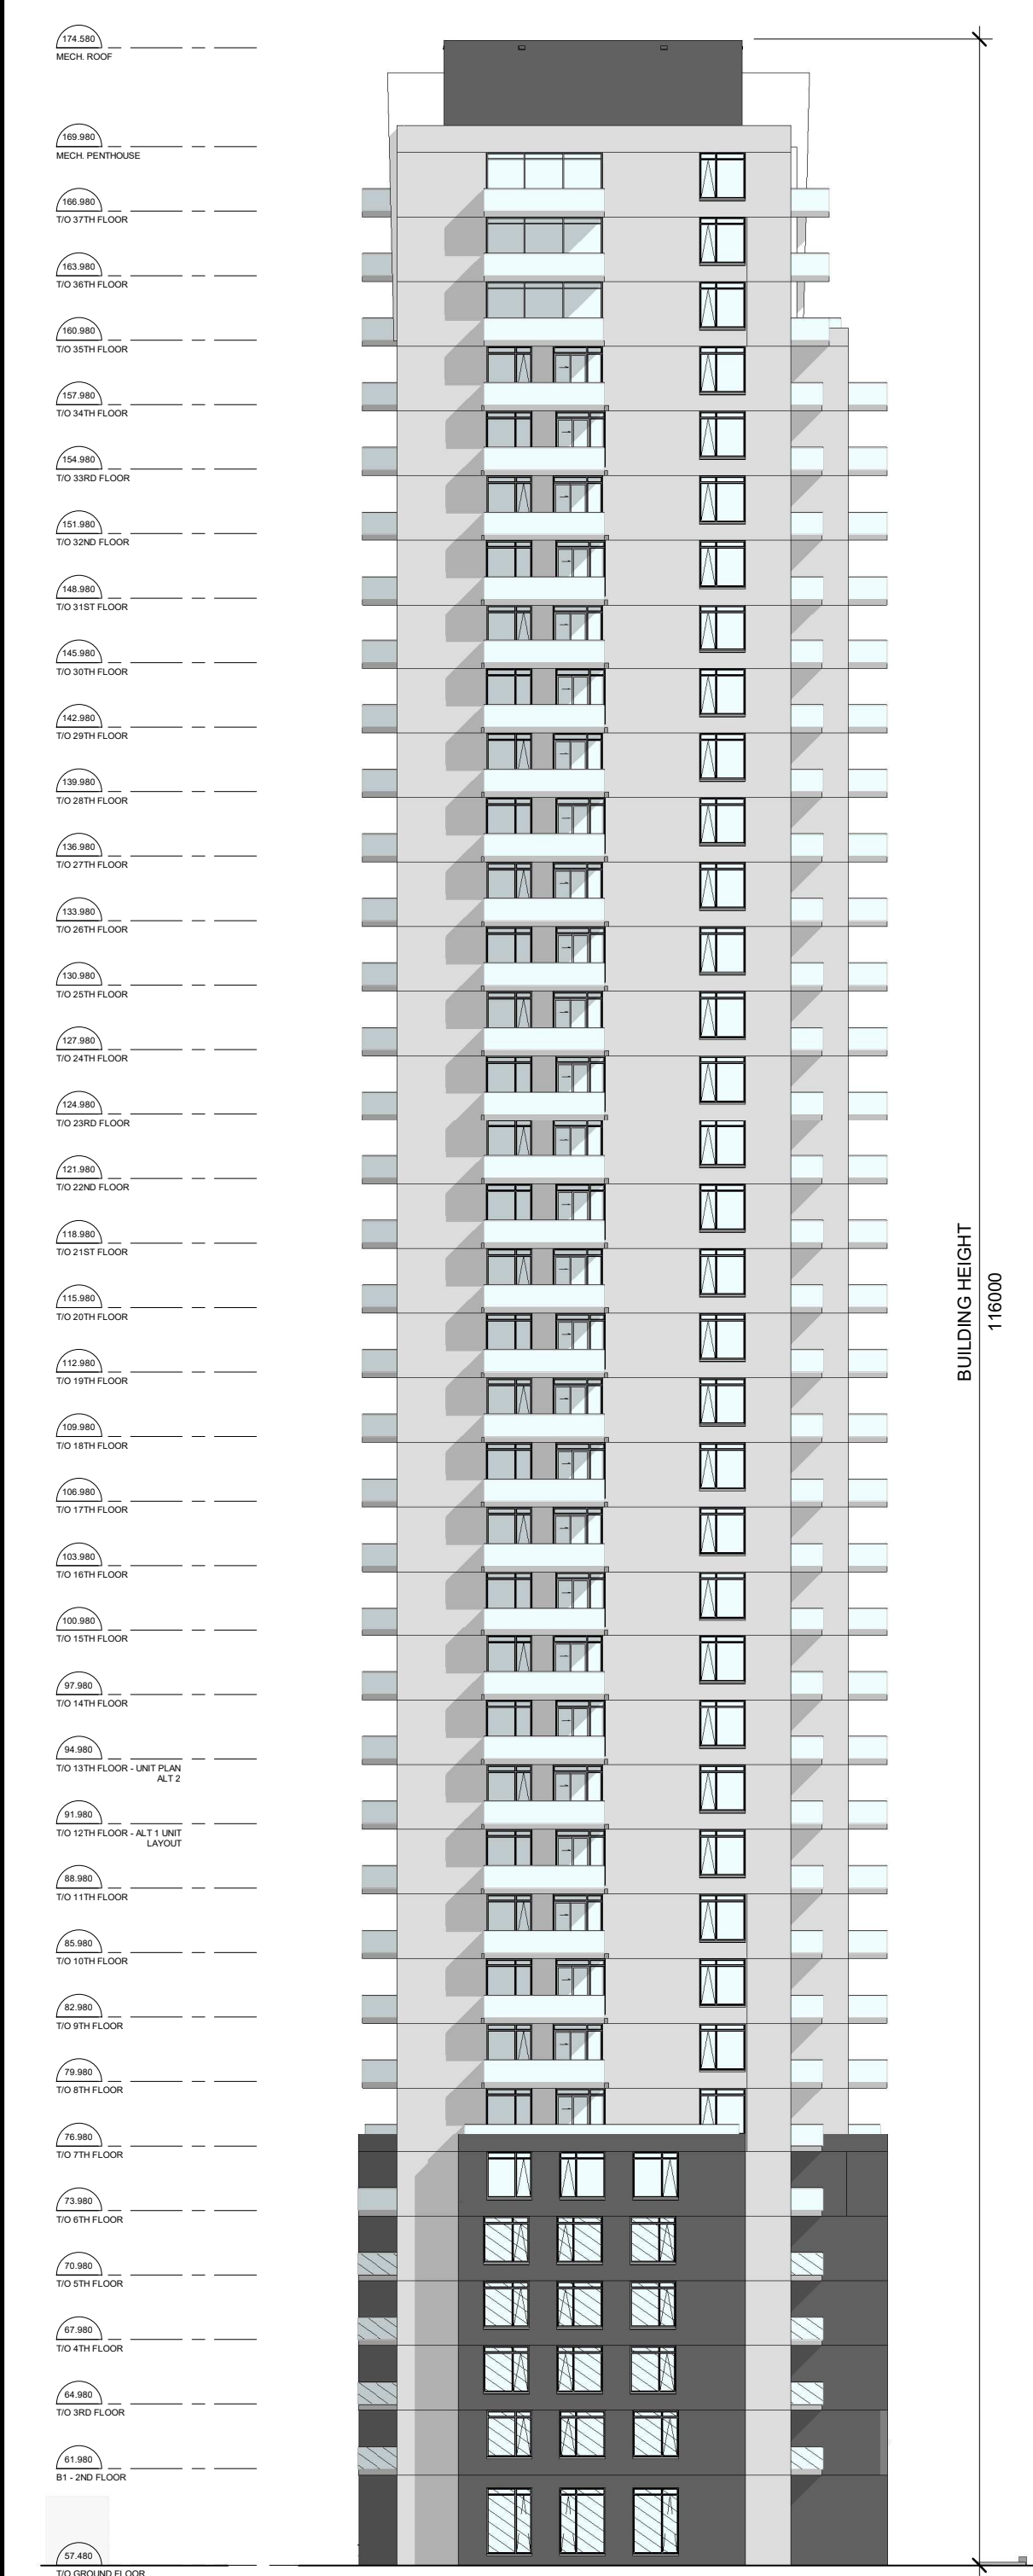 174.580
MECH. ROOF
169.980
MECH. PENTHOUSE
166.980
T/O 37TH FLOOR
163.980
T/O 36TH FLOOR
160.980
T/O 35TH FLOOR
157.980
T/O 34TH FLOOR
154.980
T/O 33RD FLOOR
151.980
T/O 32ND FLOOR
148.980
T/O 31ST FLOOR
145.980
T/O 30TH FLOOR
142.980
T/O 29TH FLOOR
139.980
T/O 28TH FLOOR
136.980
T/O 27TH FLOOR
133.980
T/O 26TH FLOOR
130.980
T/O 25TH FLOOR
127.980
T/O 24TH FLOOR
124.980
T/O 23RD FLOOR
121.980
T/O 22ND FLOOR
118.980
T/O 21ST FLOOR
115.980
T/O 20TH FLOOR
112.980
T/O 19TH FLOOR
109.980
T/O 18TH FLOOR
106.980
T/O 17TH FLOOR
103.980
T/O 16TH FLOOR
100.980
T/O 15TH FLOOR
97.980
T/O 14TH FLOOR
94.980
T/O 13TH FLOOR - UNIT PLAN
ALT 2
91.980
T/O 12TH FLOOR - ALT 1 UNIT
LAYOUT
88.980
T/O 11TH FLOOR
85.980
T/O 10TH FLOOR
82.980
T/O 9TH FLOOR
79.980
T/O 8TH FLOOR
76.980
T/O 7TH FLOOR
73.980
T/O 6TH FLOOR
70.980
T/O 5TH FLOOR
67.980
T/O 4TH FLOOR
64.980
T/O 3RD FLOOR
61.980
B1 - 2ND FLOOR
57.480
T/O GROUND FLOOR
BUILDING HEIGHT
116000